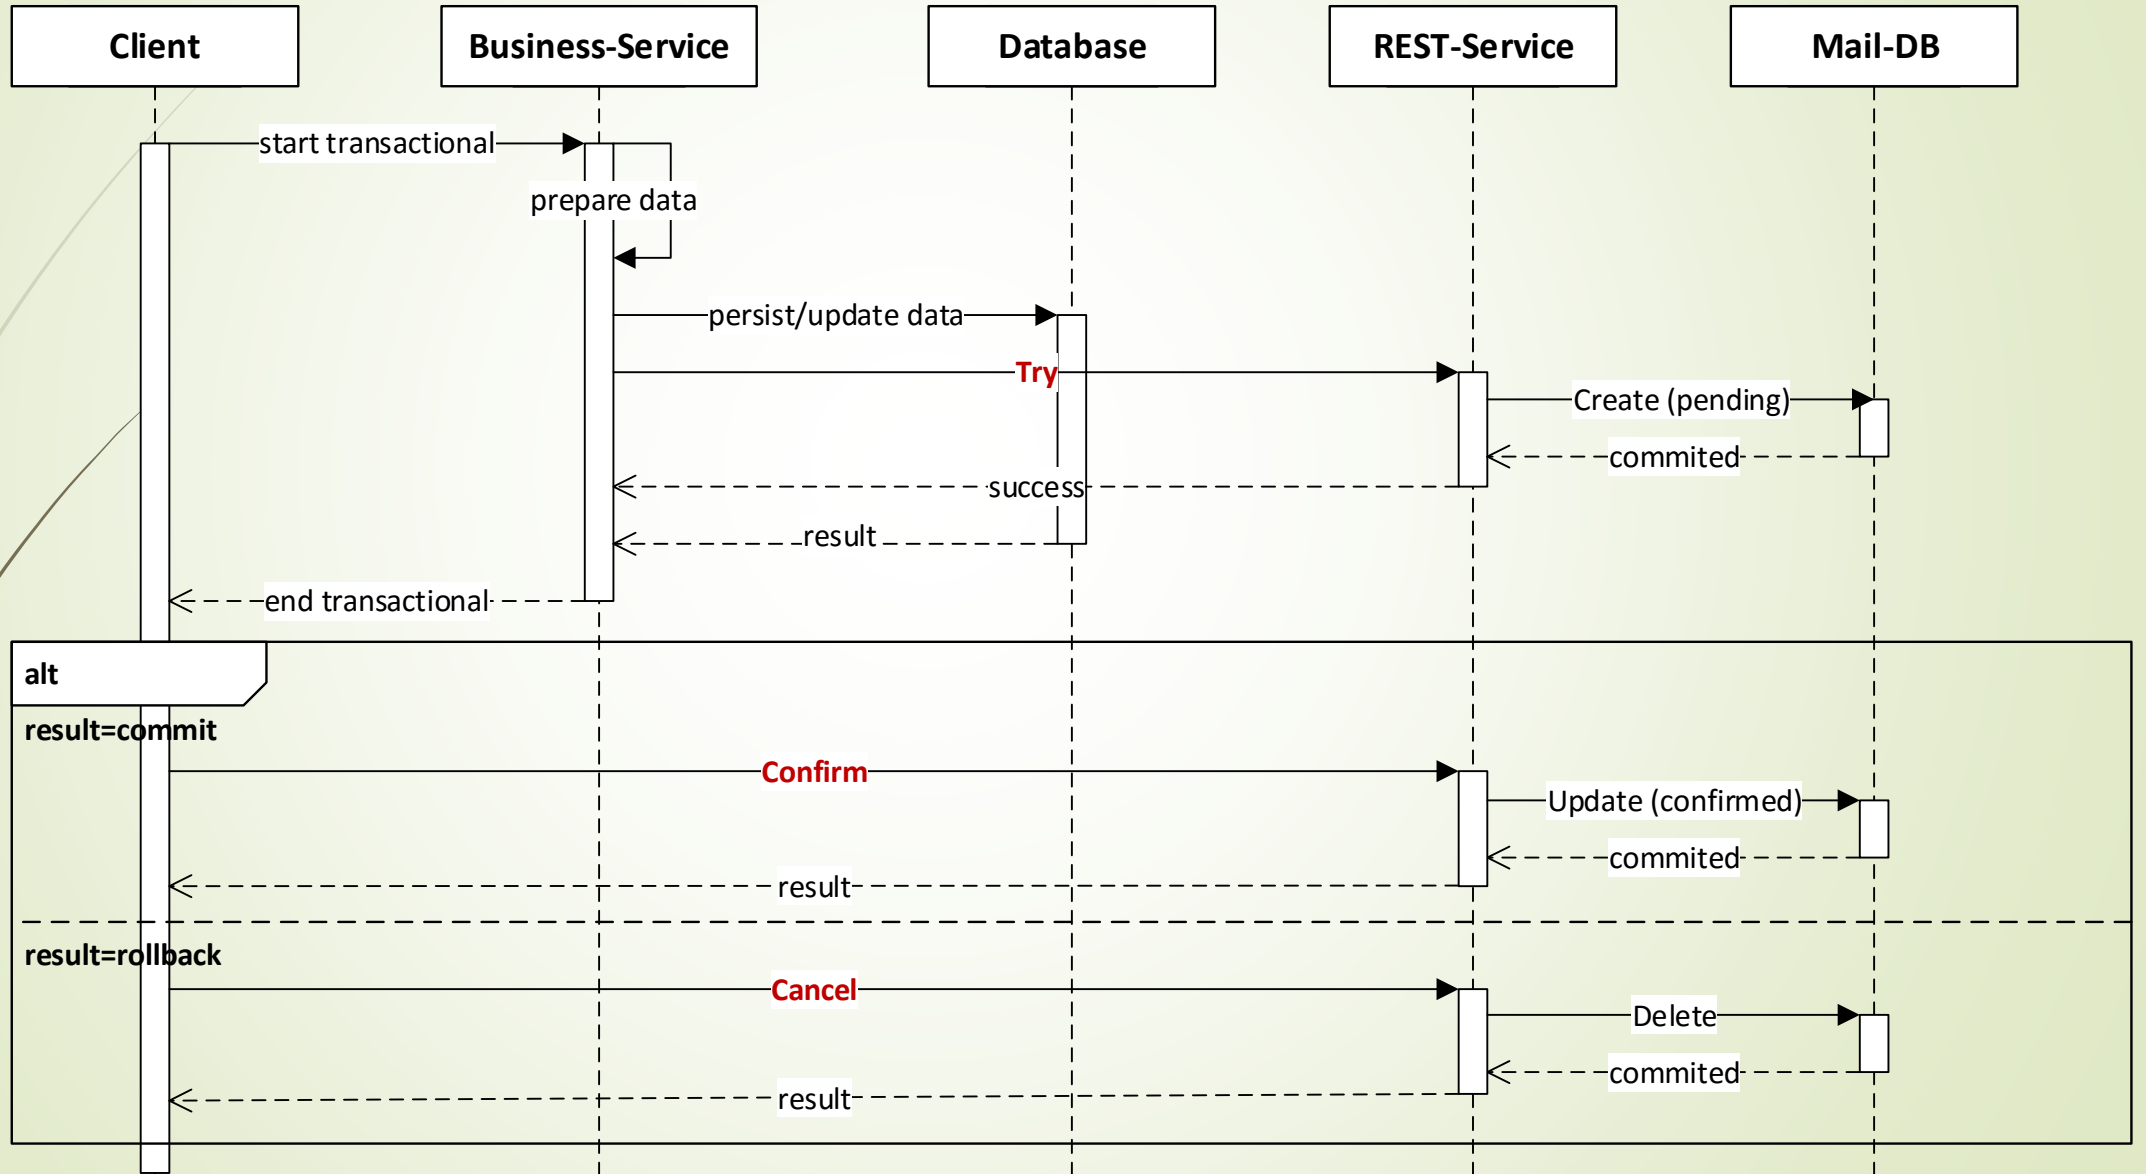 Client
Business-Service
Database
REST-Service
Mail-DB
start transactional
prepare data
persist/update data
Try
Create (pending)
commited
success
result
end transactional
alt
result=commit
Confirm
Update (confirmed)
commited
result
result=rollback
Cancel
Delete
commited
result